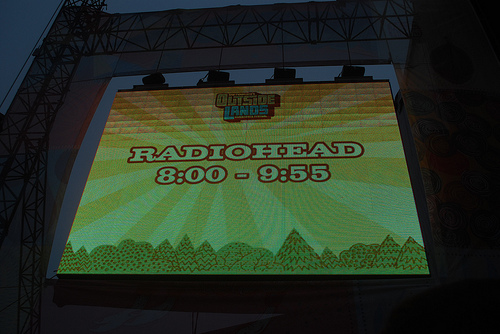 OUTSIDE
LANDS
RADIOHEAD
8:00 - 9:55